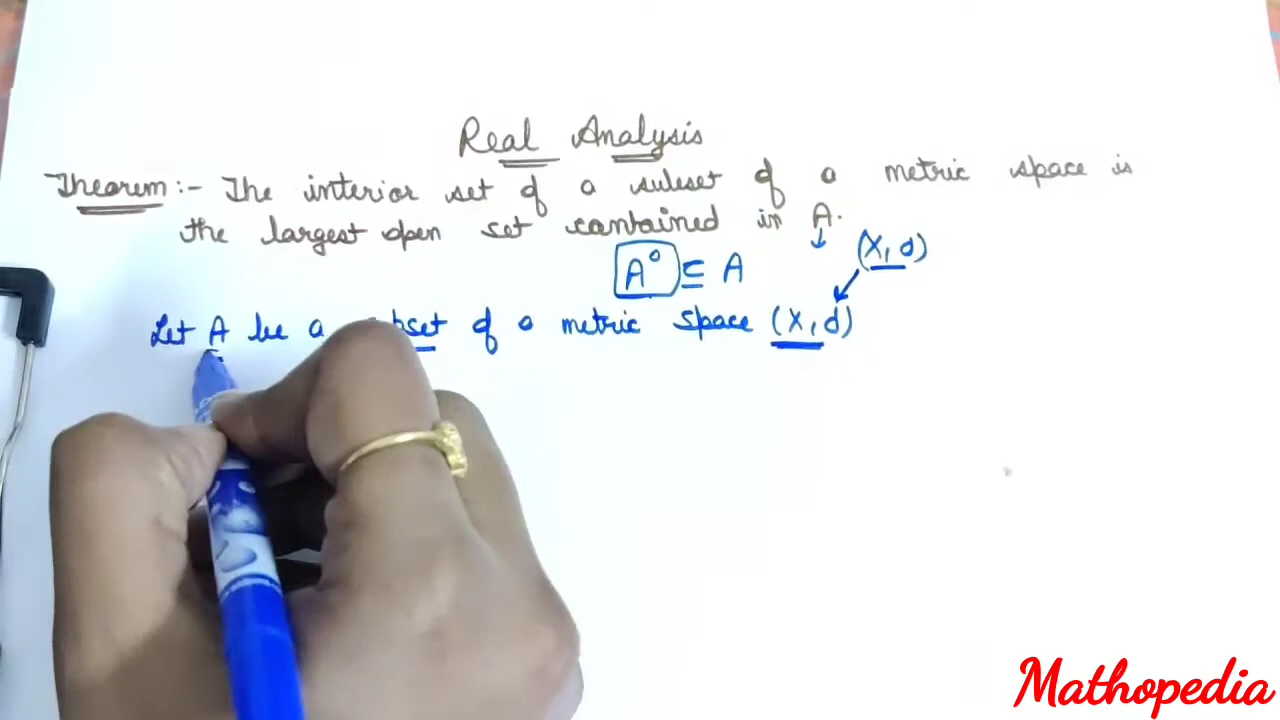 Real Analysis
Theorem :- The interior set of a subset of a metric space is
the largest open set contained in A.
(X, d)
A° ⊆ A
Let A be a subset of a metric space (X, d)
Mathopedia